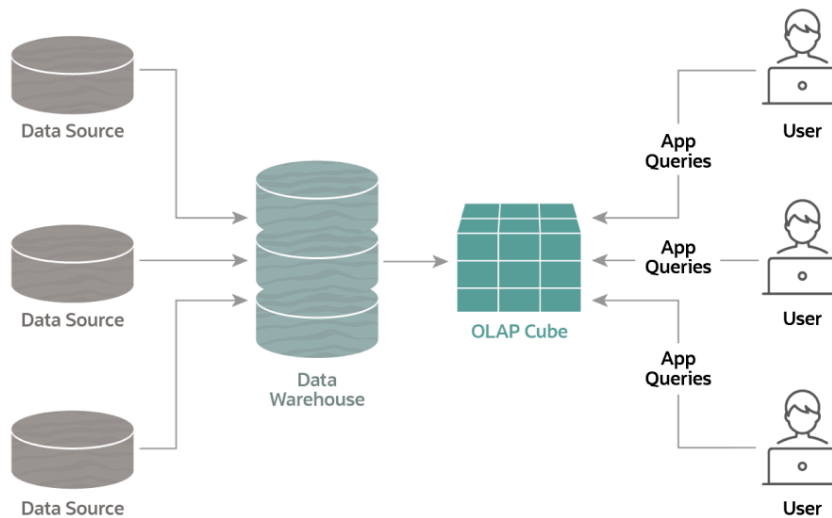 Data Source
Data Source
Data Source
Data
Warehouse
OLAP Cube
App
Queries
App
Queries
App
Queries
User
User
User